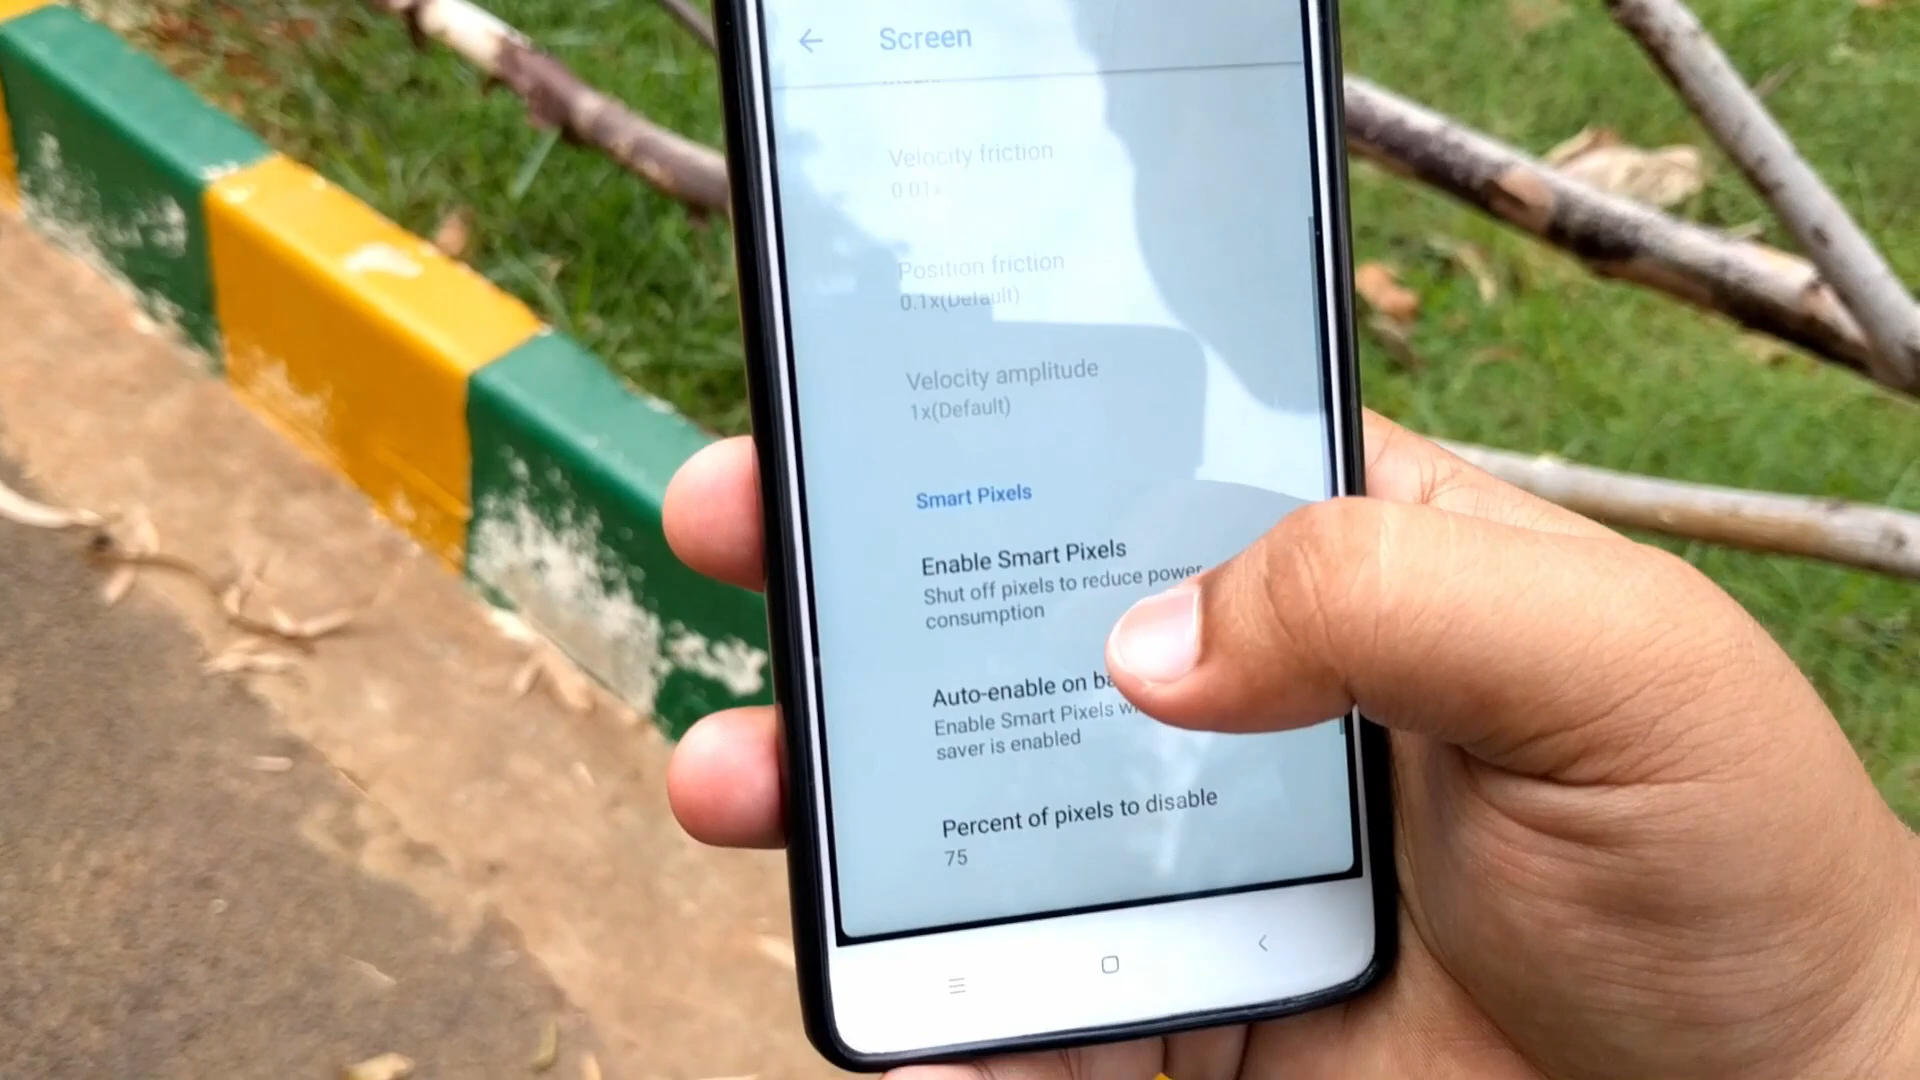 Screen
Velocity friction
0.01x
Position friction
0.1x(Default)
Velocity amplitude
1x(Default)
Smart Pixels
Enable Smart Pixels
Shut off pixels to reduce power
consumption
Auto-enable on
Enable Smart Pixels
saver is enabled
Percent of pixels to disable
75